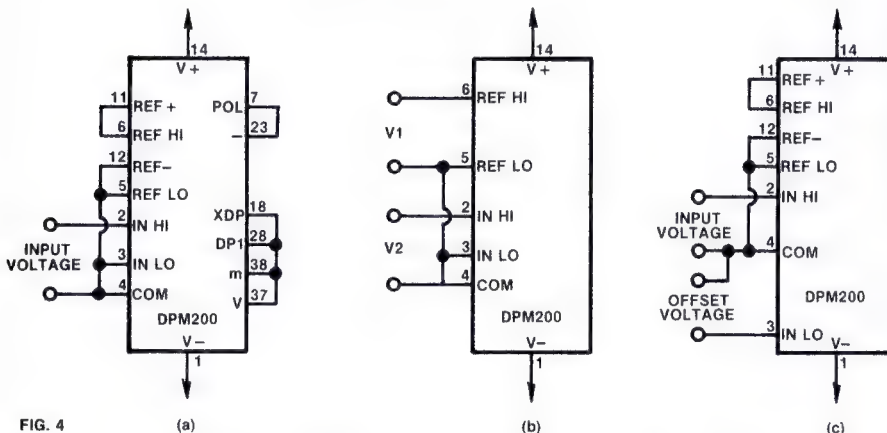 14
V+
11 REF +
6 REF HI
12 REF-
5 REF LO
2 IN HI
3 IN LO
4 COM
INPUT
VOLTAGE
POL 7
- 23
XDP 18
DP1 28
m 38
V 37
DPM200
V-
1
(a)
14
V+
6 REF HI
V1
5 REF LO
2 IN HI
V2
3 IN LO
4 COM
DPM200
V-
1
(b)
14
V+
11 REF +
6 REF HI
12 REF-
5 REF LO
2 IN HI
INPUT
VOLTAGE
4 COM
OFFSET
VOLTAGE
DPM200
3 IN LO
V-
1
(c)
FIG. 4